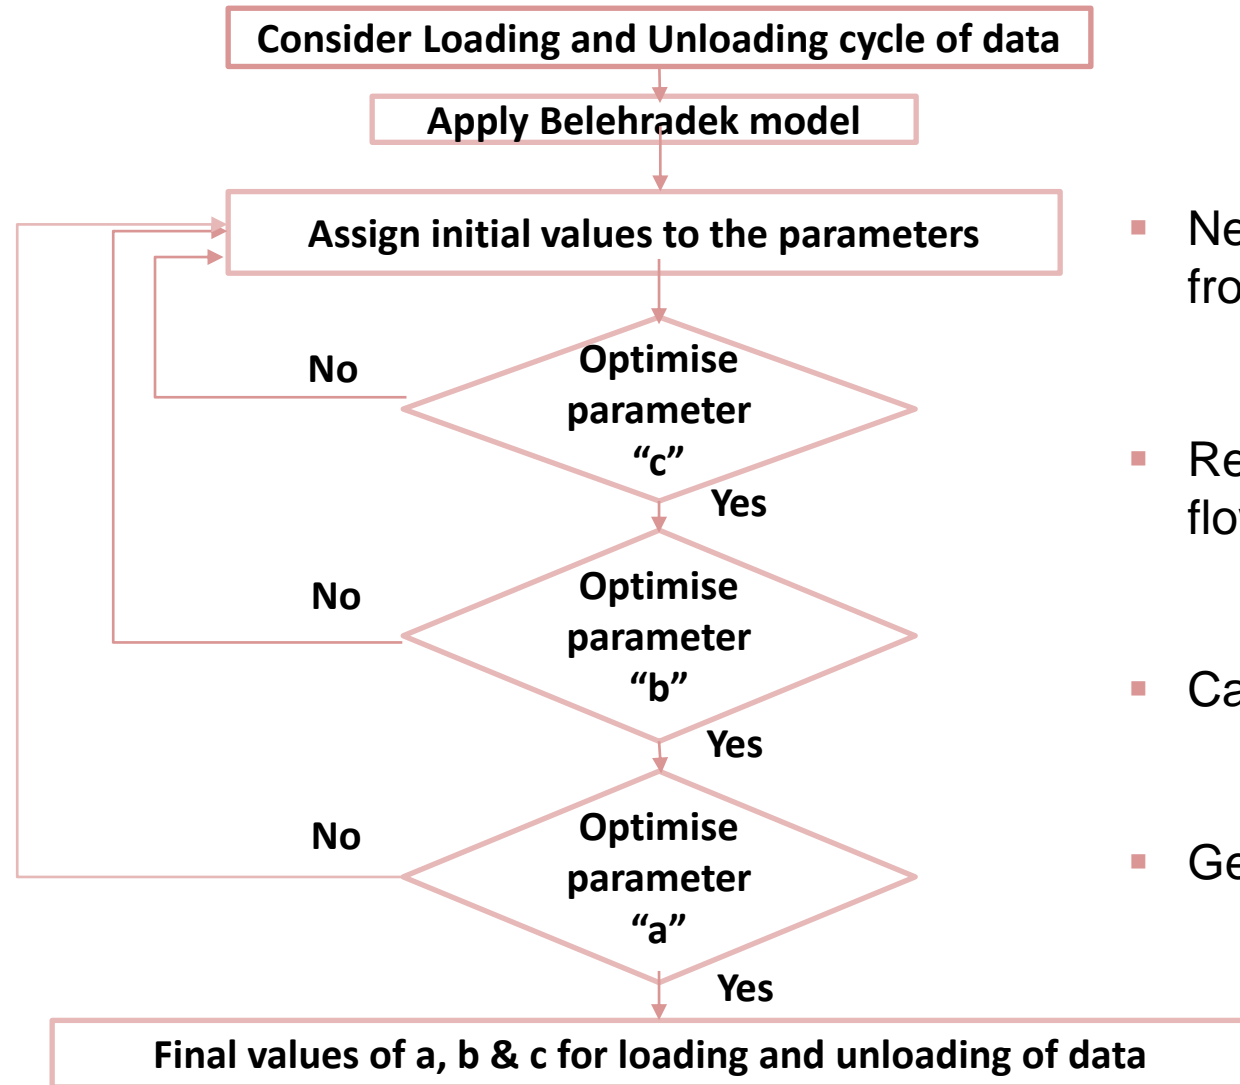 Consider Loading and Unloading cycle of data
Apply Belehradek model
Assign initial values to the parameters
No
Optimise
parameter
“c”
Yes
No
Optimise
parameter
“b”
Yes
No
Optimise
parameter
“a”
Yes
Final values of a, b & c for loading and unloading of data